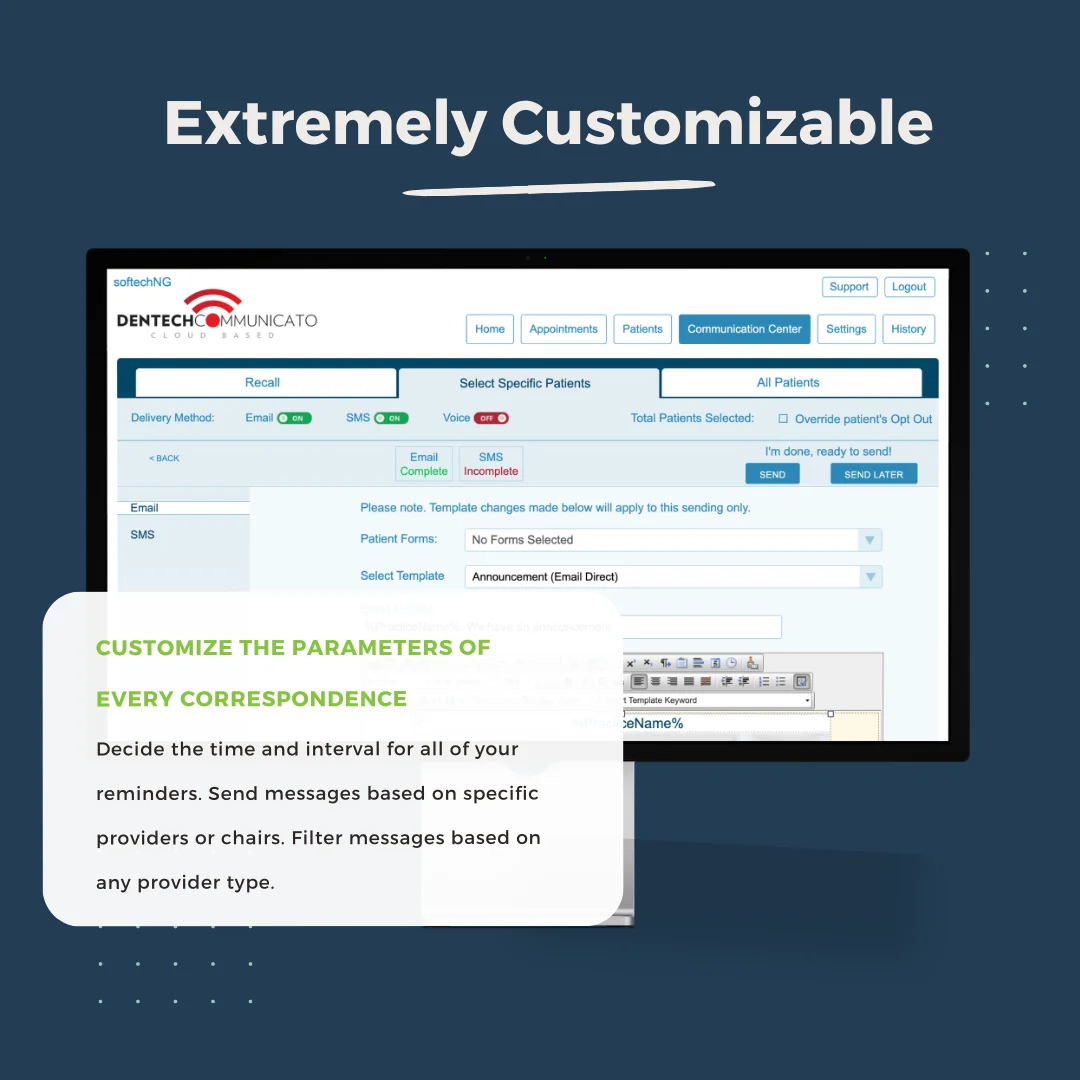 Extremely Customizable
softechNG
Support
Logout
DENTECHCOMMUNICATO
CLOUD BASED
Home
Appointments
Patients
Communication Center
Settings
History
Recall
Select Specific Patients
All Patients
Delivery Method:
Email ON
SMS ON
Voice OFF
Total Patients Selected:
Override patient's Opt Out
< BACK
Email
Complete
SMS
Incomplete
I'm done, ready to send!
SEND
SEND LATER
Email
SMS
Please note. Template changes made below will apply to this sending only.
Patient Forms:
No Forms Selected
Select Template
Announcement (Email Direct)
%PracticeName%- We have an announcement
Template Keyword
%PracticeName%
CUSTOMIZE THE PARAMETERS OF
EVERY CORRESPONDENCE
Decide the time and interval for all of your
reminders. Send messages based on specific
providers or chairs. Filter messages based on
any provider type.